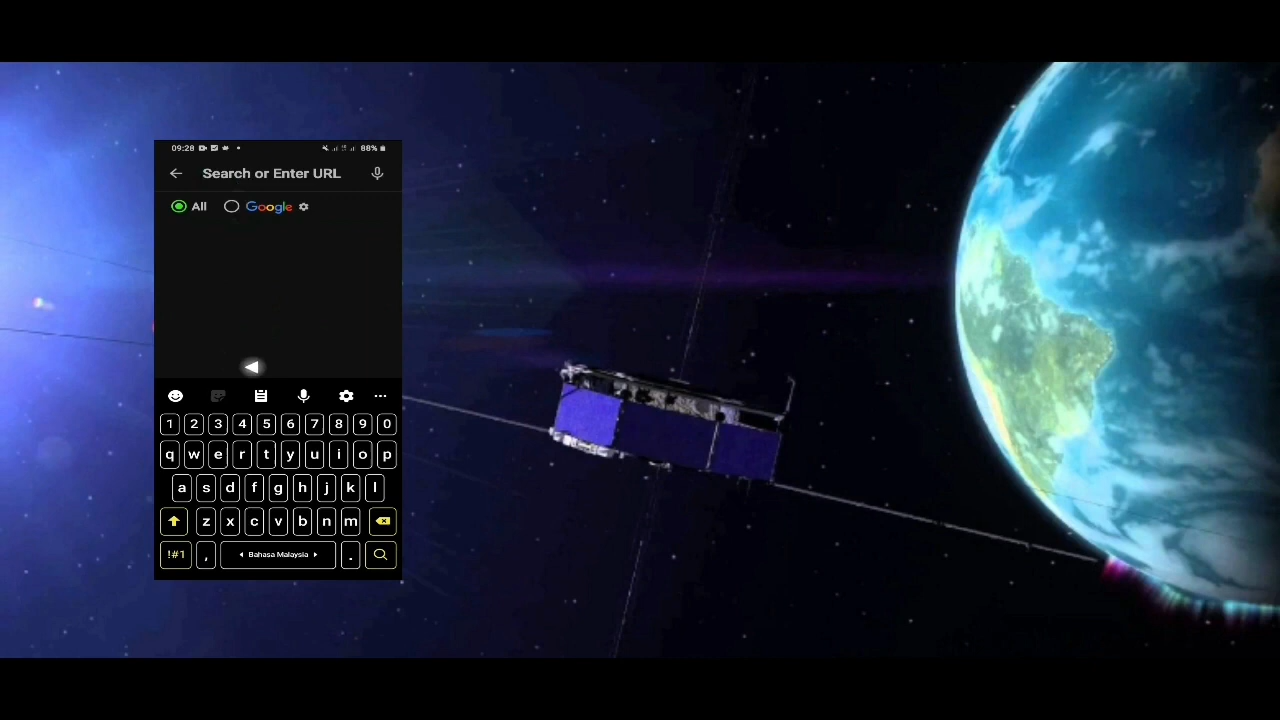 09:28 88%
Search or Enter URL
All Google
1 2 3 4 5 6 7 8 9 0
q w e r t y u i o p
a s d f g h j k l
z x c v b n m
!#1 , Bahasa Malaysia .